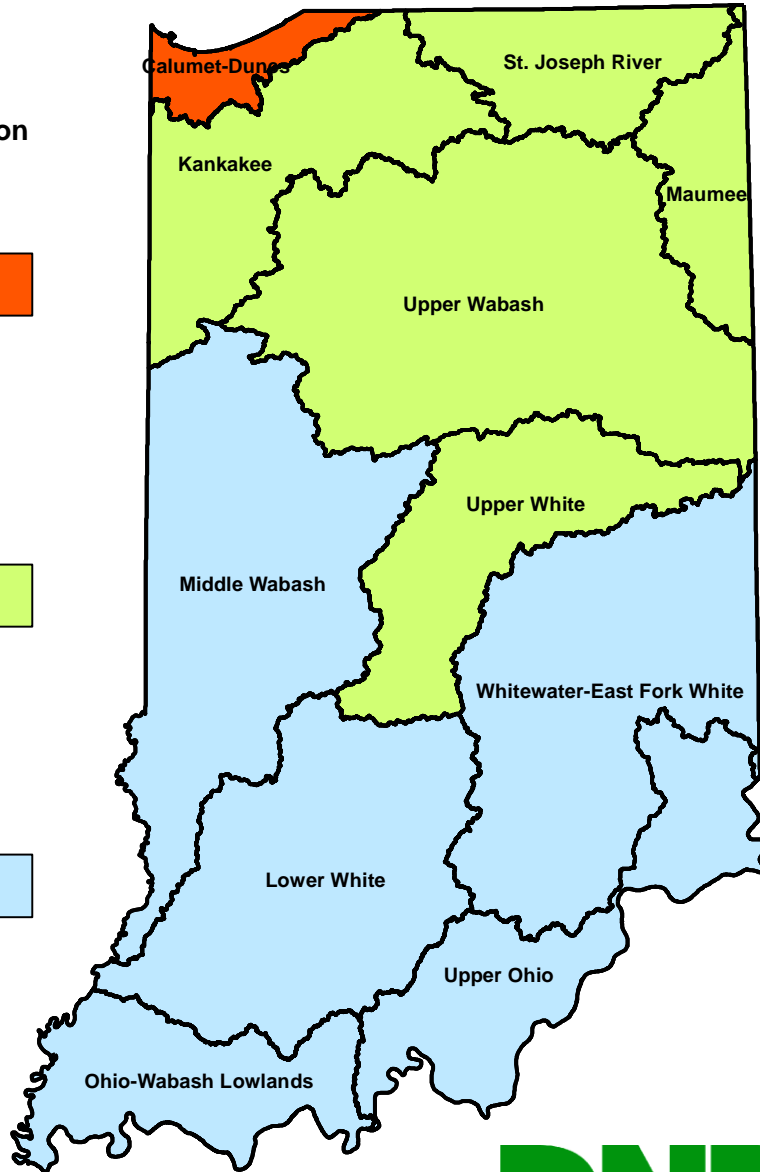 Calumet-Dunes
St. Joseph River
on
Kankakee
Maumee
Upper Wabash
Upper White
Middle Wabash
Whitewater-East Fork White
Lower White
Upper Ohio
Ohio-Wabash Lowlands